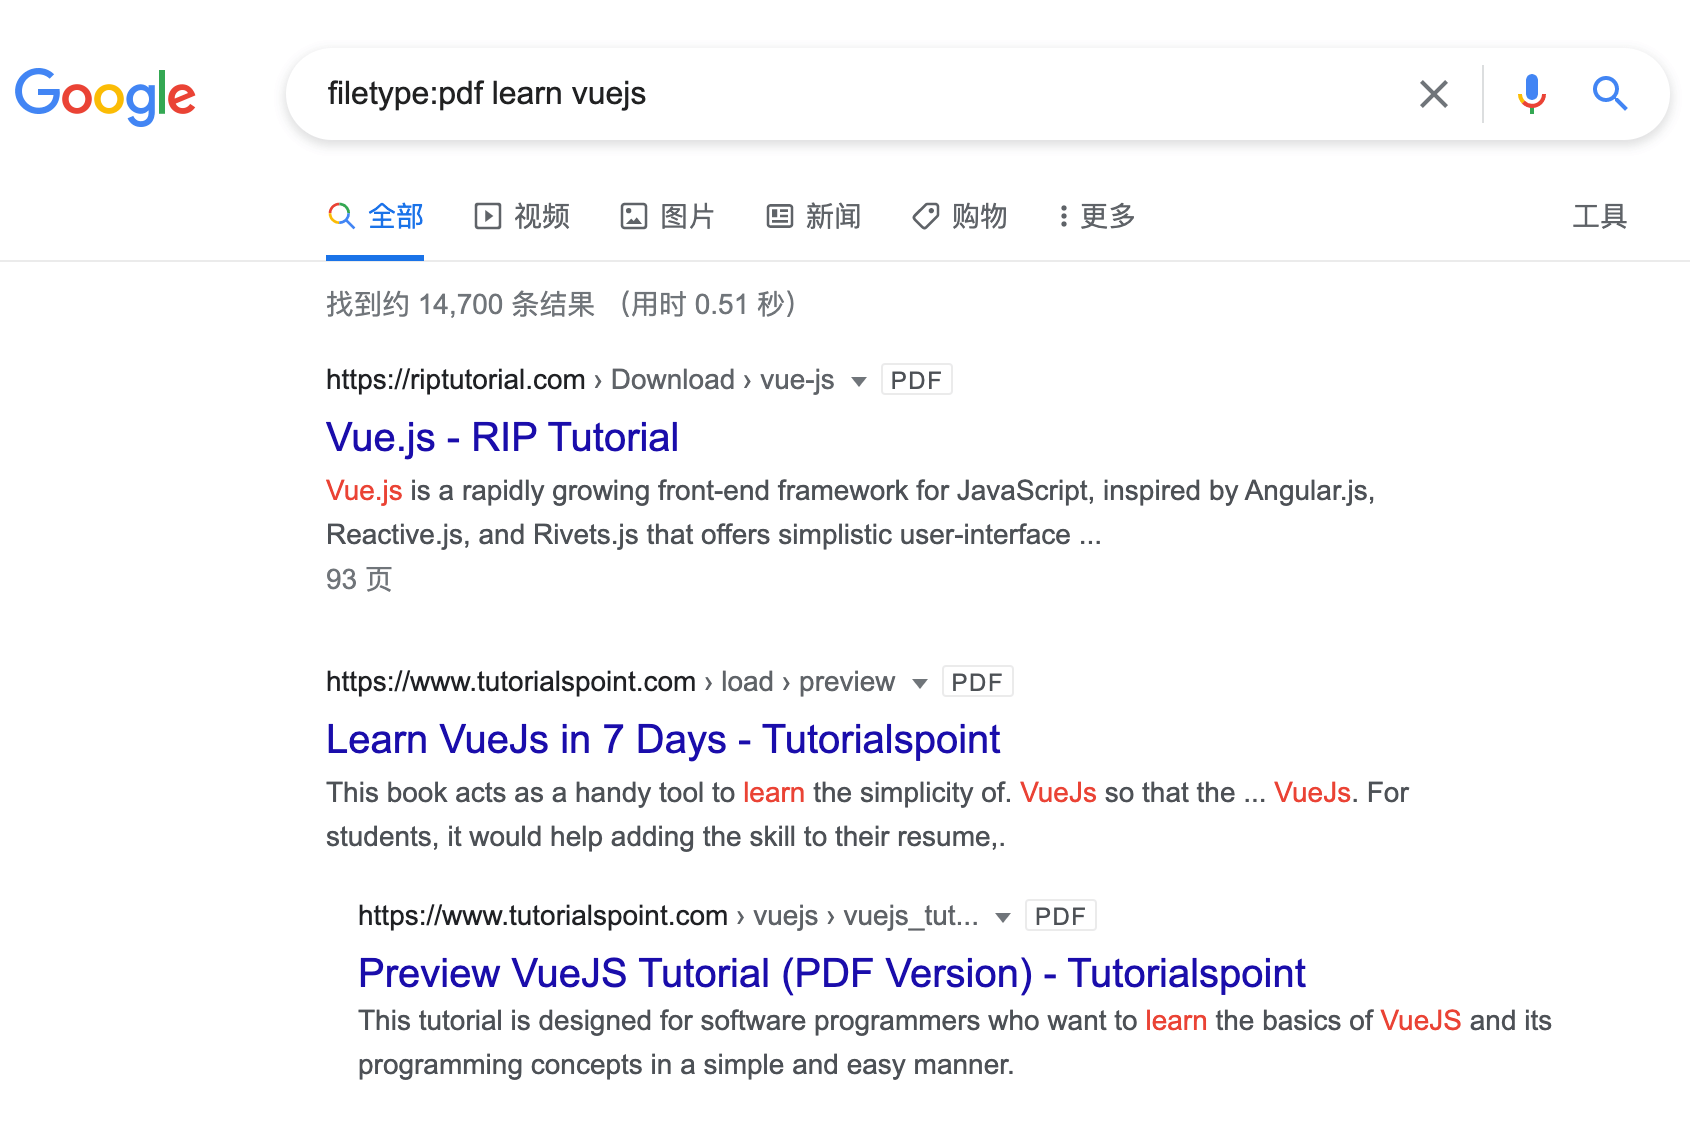 Google
filetype:pdf learn vuejs
全部 视频 图片 新闻 购物 更多 工具
找到约 14,700 条结果 （用时 0.51 秒）
https://riptutorial.com › Download › vue-js PDF
Vue.js - RIP Tutorial
Vue.js is a rapidly growing front-end framework for JavaScript, inspired by Angular.js,
Reactive.js, and Rivets.js that offers simplistic user-interface ...
93 页
https://www.tutorialspoint.com › load › preview PDF
Learn VueJs in 7 Days - Tutorialspoint
This book acts as a handy tool to learn the simplicity of. VueJs so that the ... VueJs. For
students, it would help adding the skill to their resume,.
https://www.tutorialspoint.com › vuejs › vuejs_tut... PDF
Preview VueJS Tutorial (PDF Version) - Tutorialspoint
This tutorial is designed for software programmers who want to learn the basics of VueJS and its
programming concepts in a simple and easy manner.